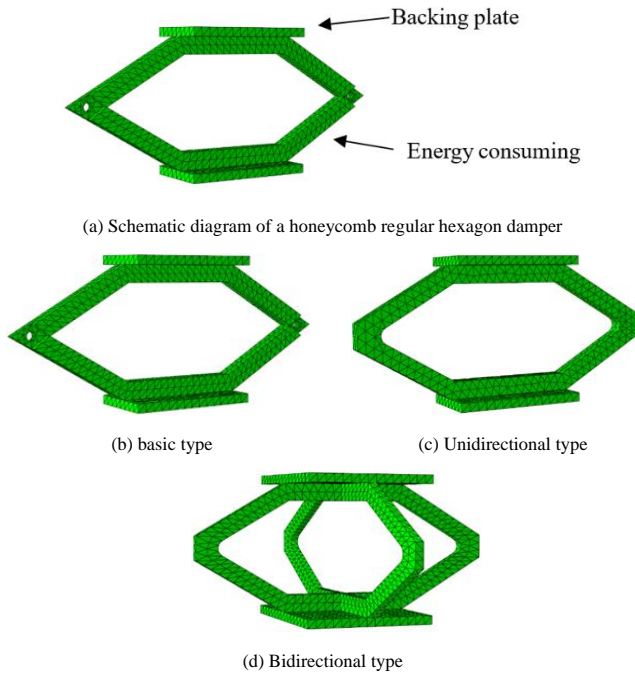 Backing plate
Energy consuming
(a) Schematic diagram of a honeycomb regular hexagon damper
(b) basic type
(c) Unidirectional type
(d) Bidirectional type